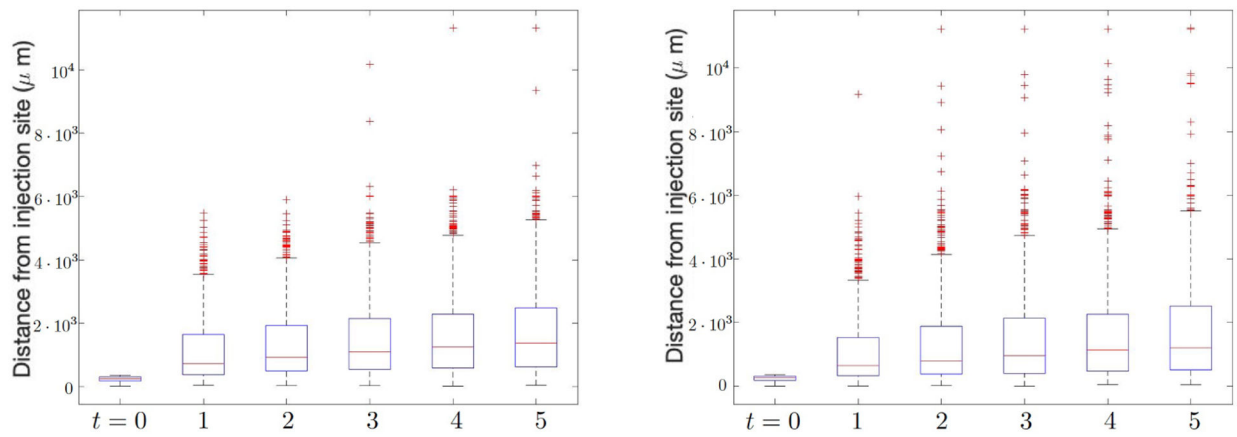 Distance from injection site (μ m)
10⁴
8 · 10³
6 · 10³
4 · 10³
2 · 10³
0
t = 0 1 2 3 4 5
Distance from injection site (μ m)
10⁴
8 · 10³
6 · 10³
4 · 10³
2 · 10³
0
t = 0 1 2 3 4 5